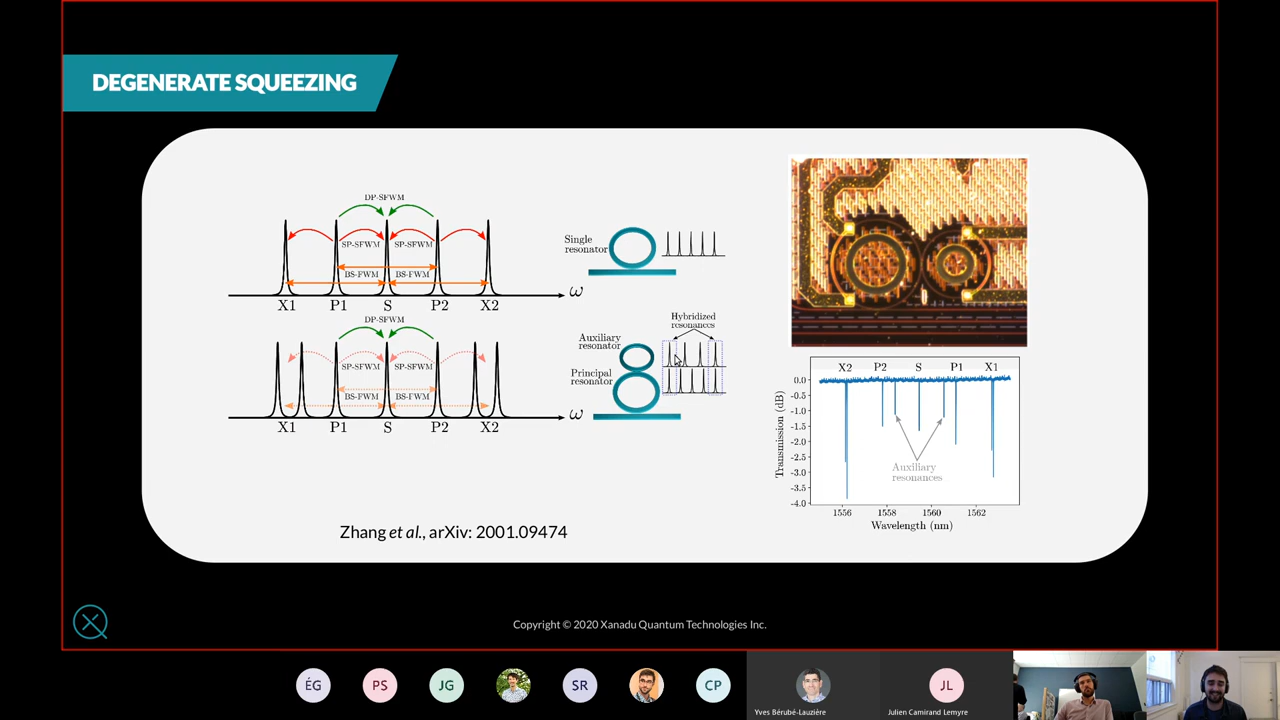 DEGENERATE SQUEEZING
DP-SFWM
SP-SFWM SP-SFWM
BS-FWM BS-FWM
X1 P1 S P2 X2
ω
Single
resonator
DP-SFWM
SP-SFWM SP-SFWM
BS-FWM BS-FWM
X1 P1 S P2 X2
ω
Hybridized
resonances
Auxiliary
resonator
Principal
resonator
X2 P2 S P1 X1
Transmission (dB)
0.0
-0.5
-1.0
-1.5
-2.0
-2.5
-3.0
-3.5
-4.0
Auxiliary
resonances
1556 1558 1560 1562
Wavelength (nm)
Zhang et al., arXiv: 2001.09474
Copyright © 2020 Xanadu Quantum Technologies Inc.
ÉG PS JG SR CP JL
Yves Bérubé-Lauzière
Julien Camirand Lemyre